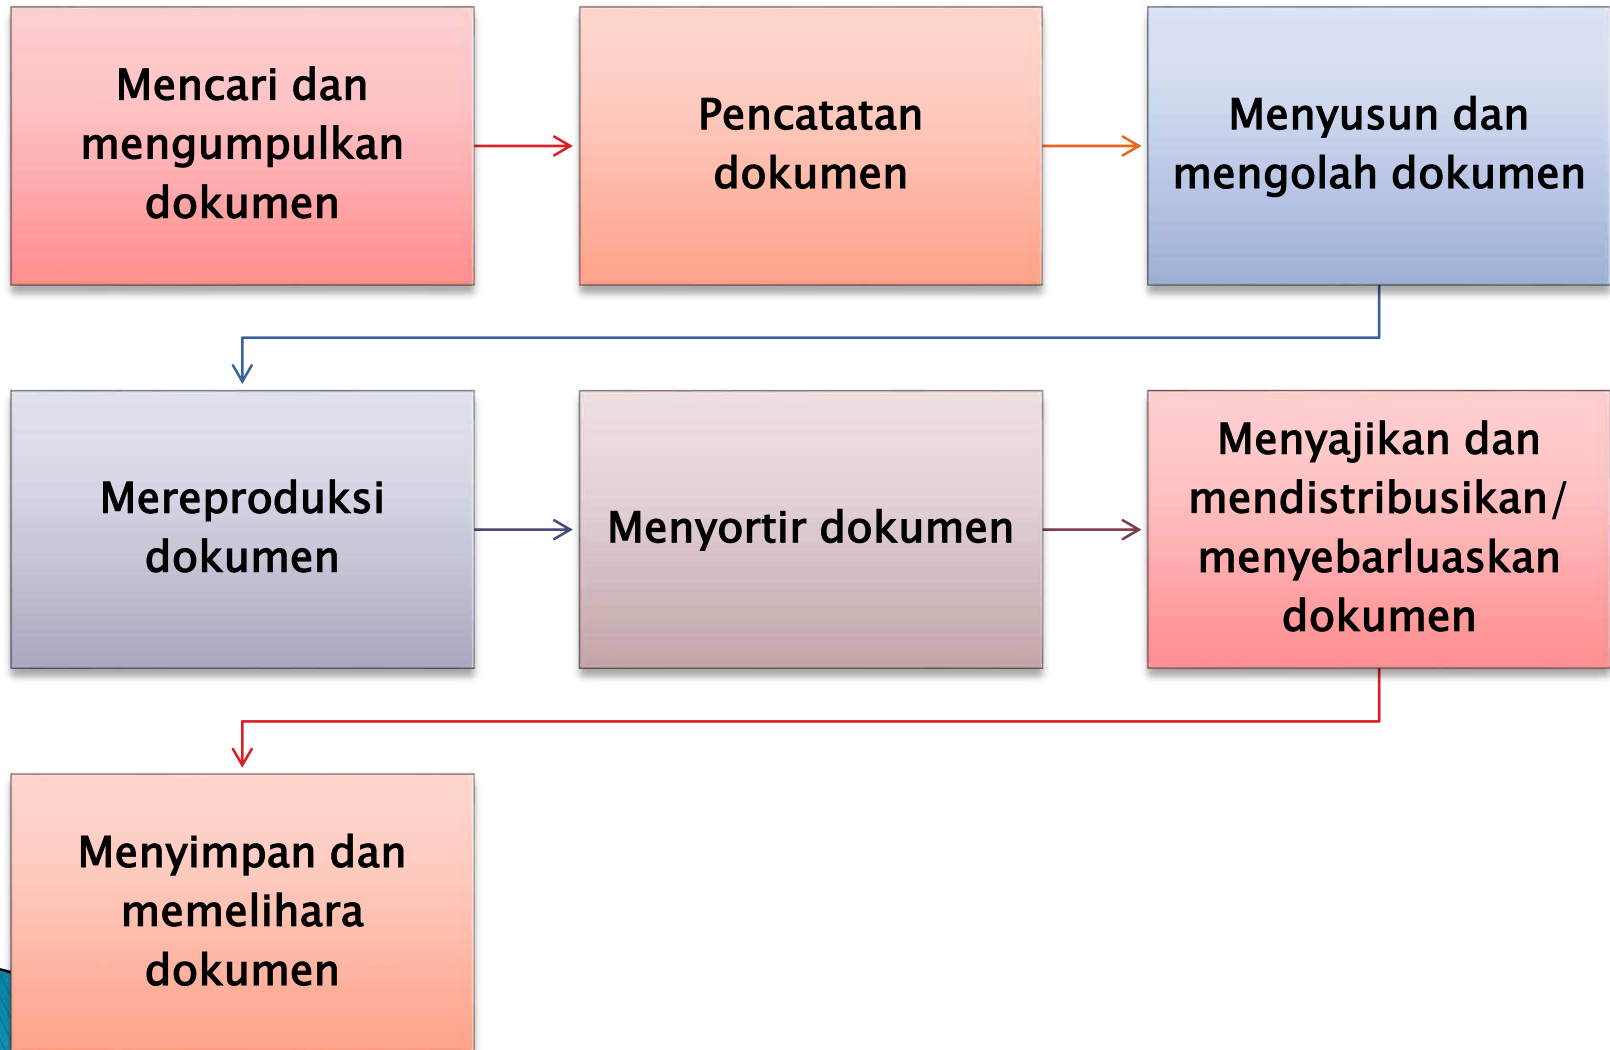 Mencari dan
mengumpulkan
dokumen
Pencatatan
dokumen
Menyusun dan
mengolah dokumen
Mereproduksi
dokumen
Menyortir dokumen
Menyajikan dan
mendistribusikan/
menyebarluaskan
dokumen
Menyimpan dan
memelihara
dokumen